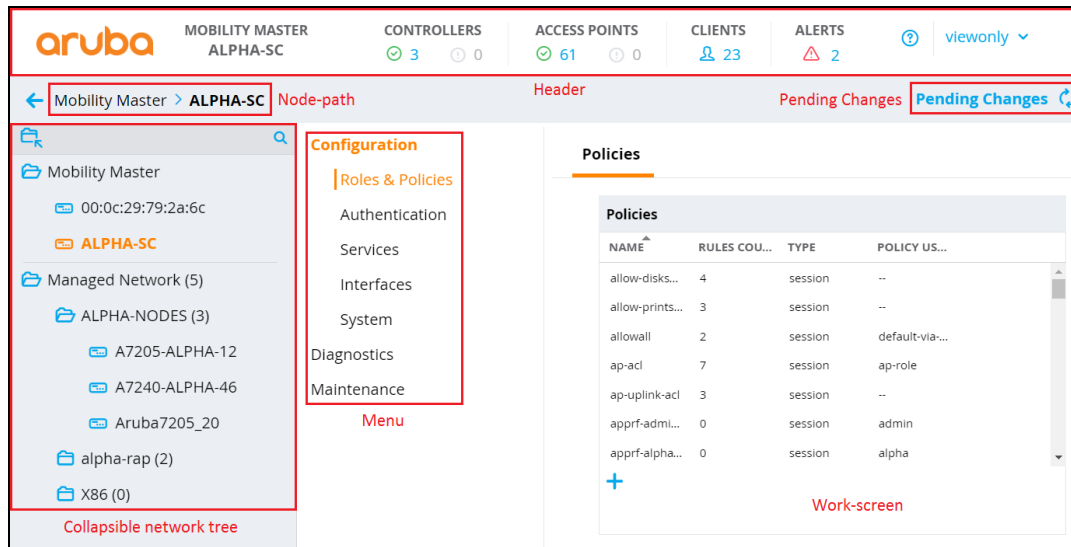 aruba
MOBILITY MASTER
ALPHA-SC
CONTROLLERS
3 0
ACCESS POINTS
61 0
CLIENTS
23
ALERTS
2
viewonly
Mobility Master > ALPHA-SC
Node-path
Header
Pending Changes
Pending Changes
Mobility Master
00:0c:29:79:2a:6c
ALPHA-SC
Managed Network (5)
ALPHA-NODES (3)
A7205-ALPHA-12
A7240-ALPHA-46
Aruba7205_20
alpha-rap (2)
X86 (0)
Collapsible network tree
Configuration
Roles & Policies
Authentication
Services
Interfaces
System
Diagnostics
Maintenance
Menu
Policies
Policies
NAME RULES COU... TYPE POLICY US...
allow-disks... 4 session --
allow-prints... 3 session --
allowall 2 session default-via-...
ap-acl 7 session ap-role
ap-uplink-acl 3 session --
apprf-admi... 0 session admin
apprf-alpha... 0 session alpha
+
Work-screen